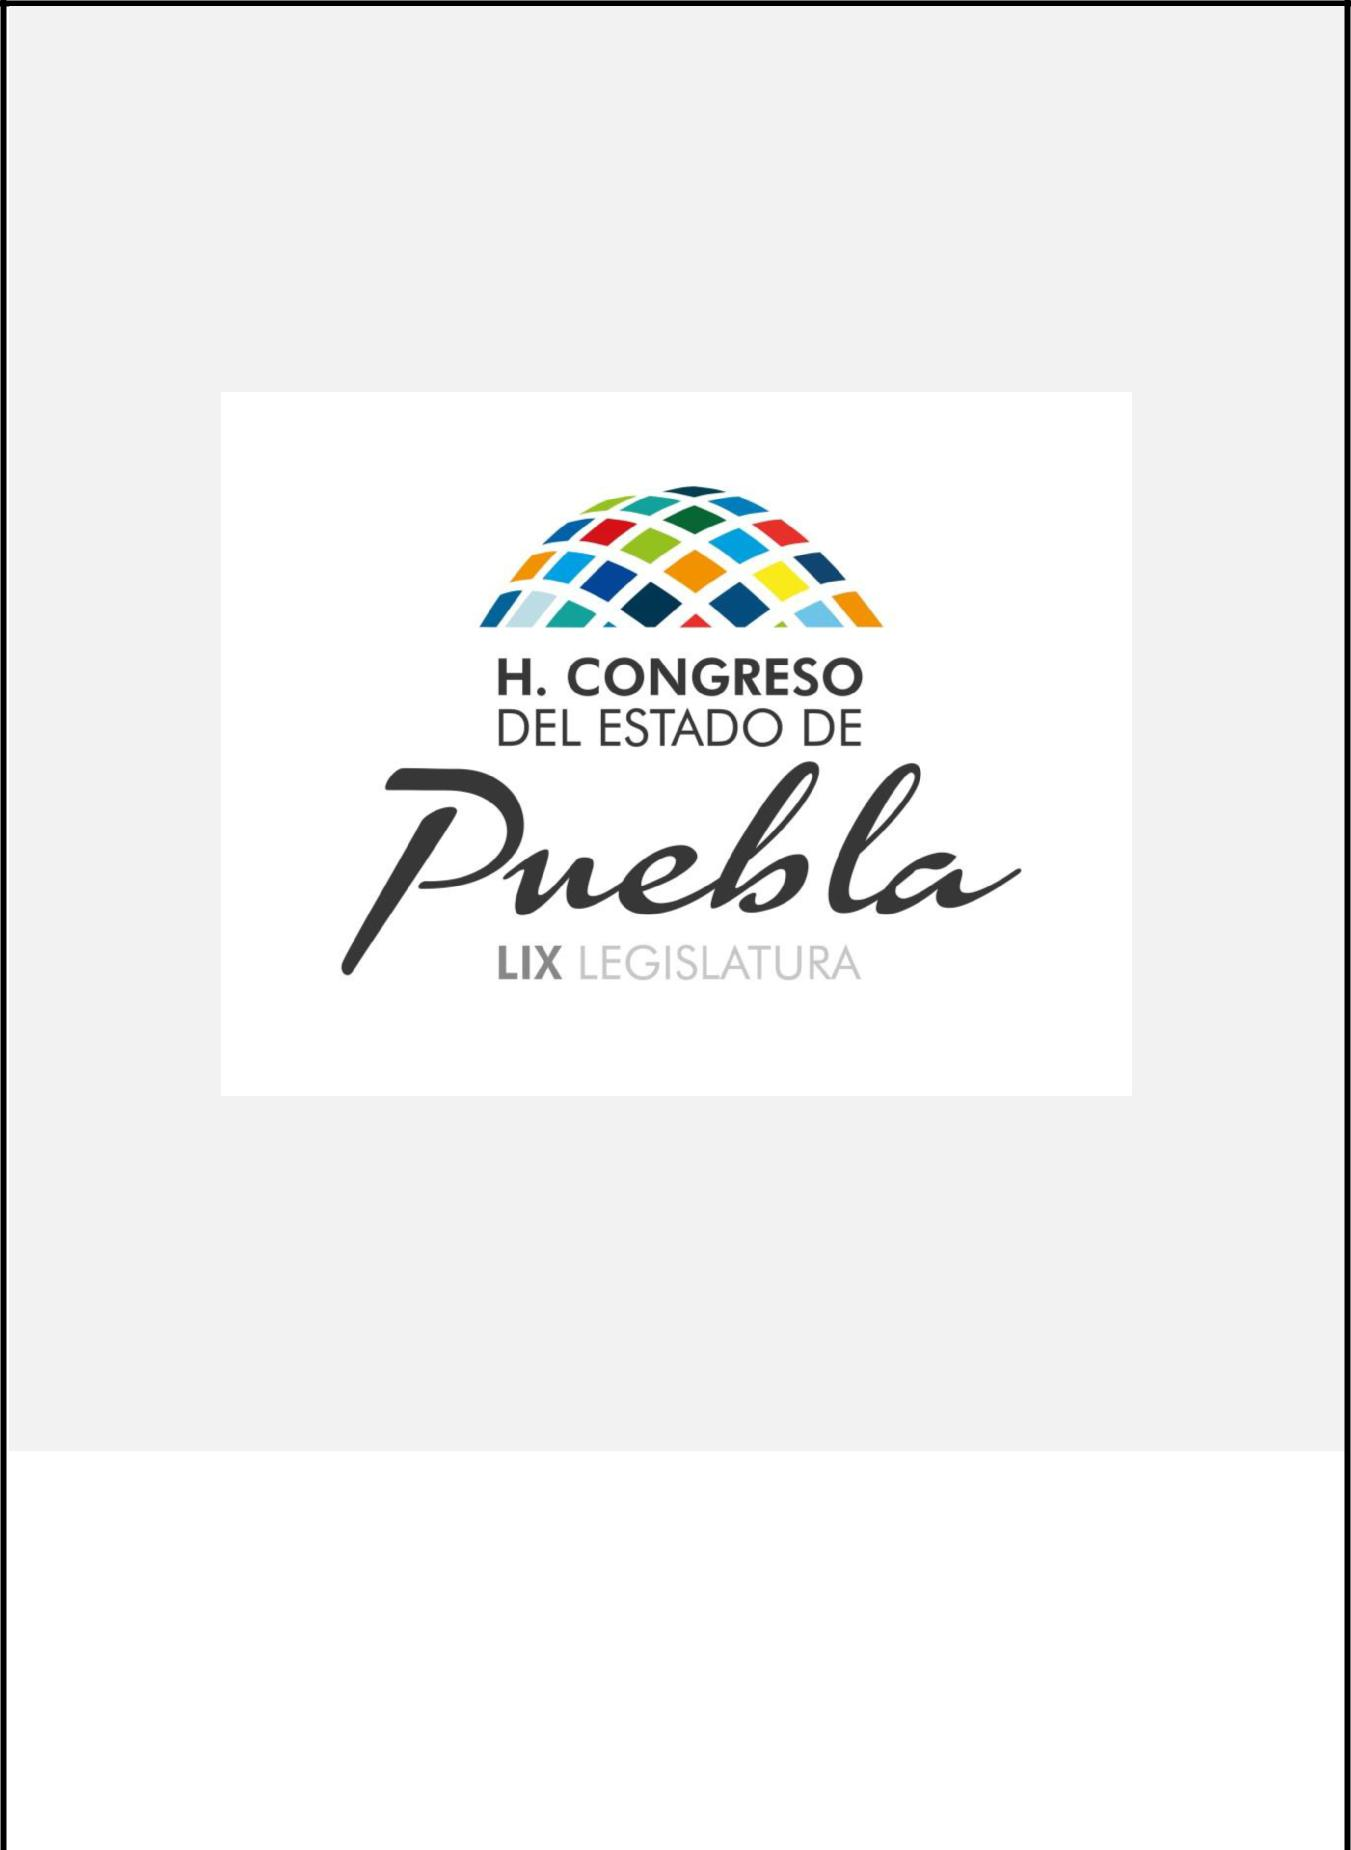 H. CONGRESO
DEL ESTADO DE
Puebla
LIX LEGISLATURA